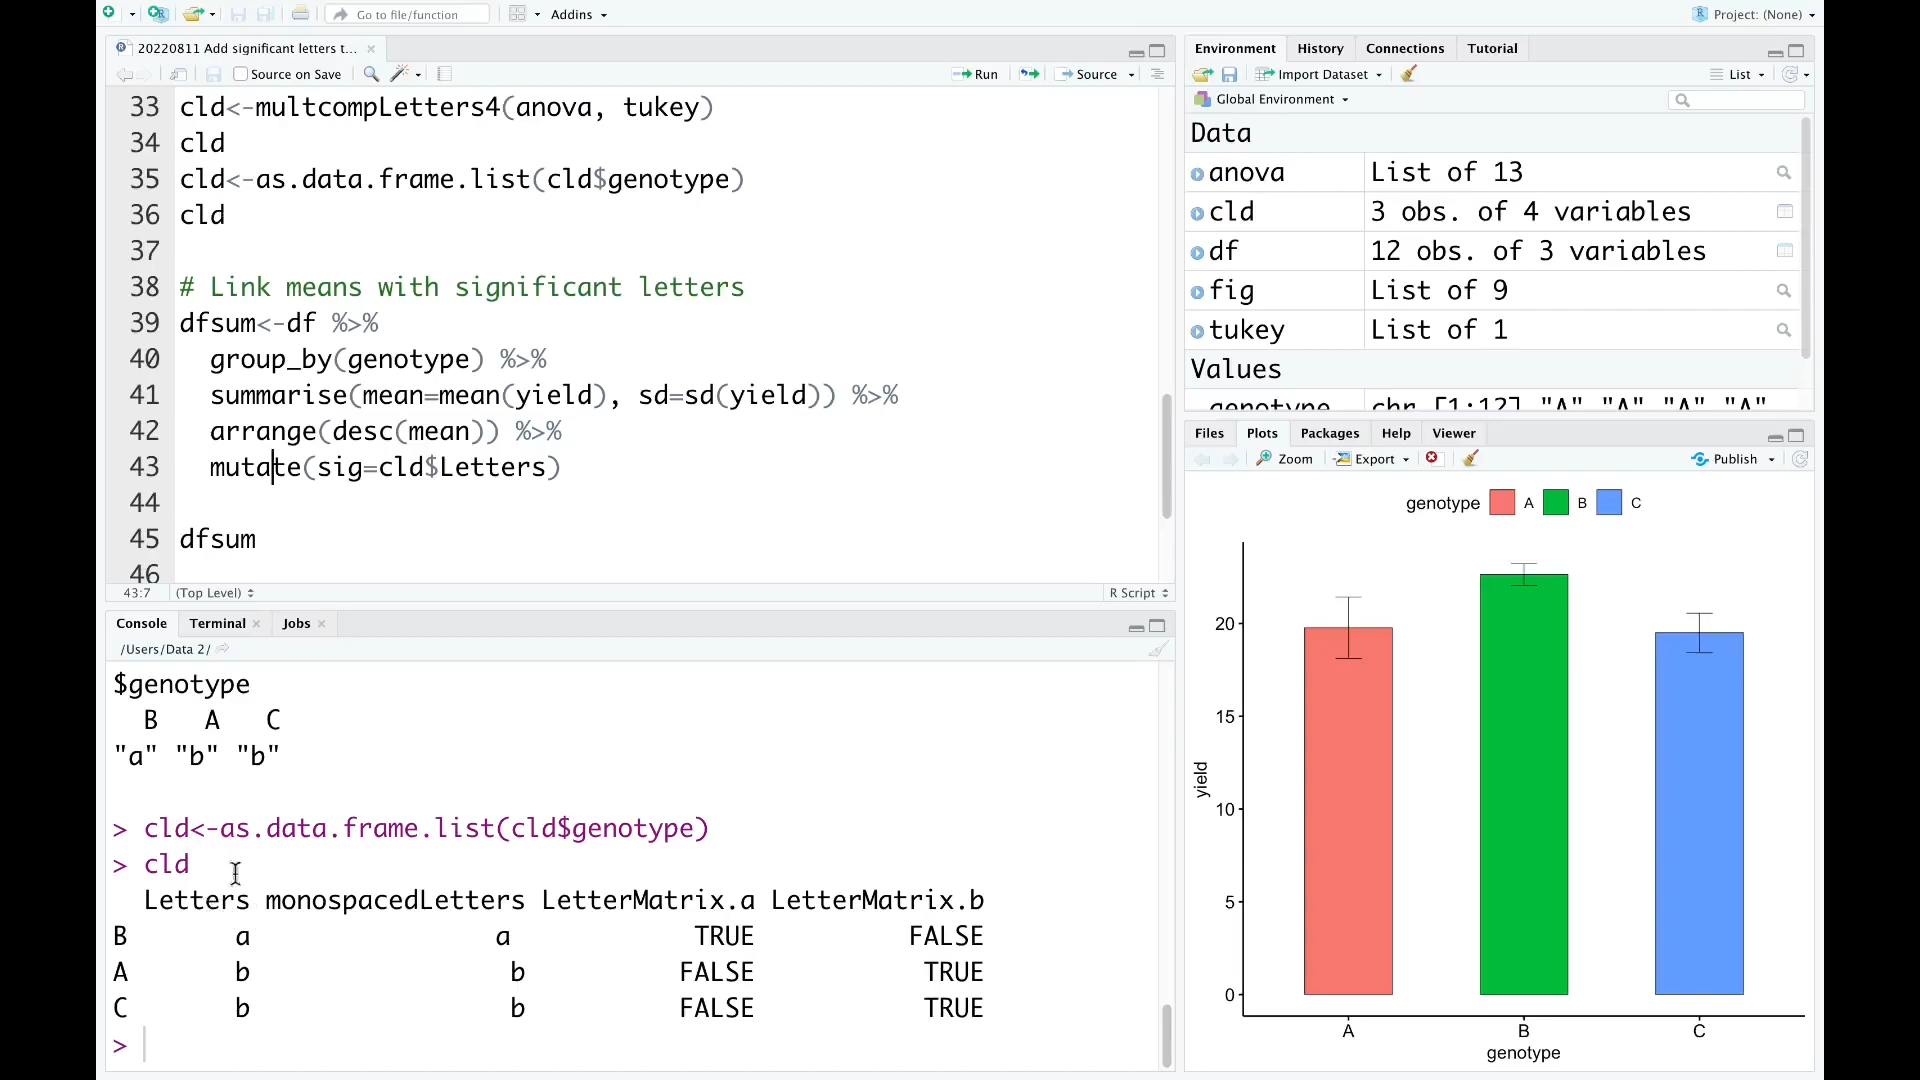 Go to file/function
Addins
Project: (None)
20220811 Add significant letters t...
Source on Save
Run
Source
33 cld<-multcompLetters4(anova, tukey)
34 cld
35 cld<-as.data.frame.list(cld$genotype)
36 cld
37
38 # Link means with significant letters
39 dfsum<-df %>%
40 group_by(genotype) %>%
41 summarise(mean=mean(yield), sd=sd(yield)) %>%
42 arrange(desc(mean)) %>%
43 mutate(sig=cld$Letters)
44
45 dfsum
46
43:7 (Top Level) R Script
Console Terminal Jobs
/Users/Data 2/
$genotype
B A C
"a" "b" "b"
> cld<-as.data.frame.list(cld$genotype)
> cld
Letters monospacedLetters LetterMatrix.a LetterMatrix.b
B a a TRUE FALSE
A b b FALSE TRUE
C b b FALSE TRUE
>
Environment History Connections Tutorial
Import Dataset List
Global Environment
Data
anova List of 13
cld 3 obs. of 4 variables
df 12 obs. of 3 variables
fig List of 9
tukey List of 1
Values
genotype chr [1:12] "A" "A" "A" "A"
Files Plots Packages Help Viewer
Zoom Export Publish
genotype A B C
20
15
10
5
0
yield
A B C
genotype